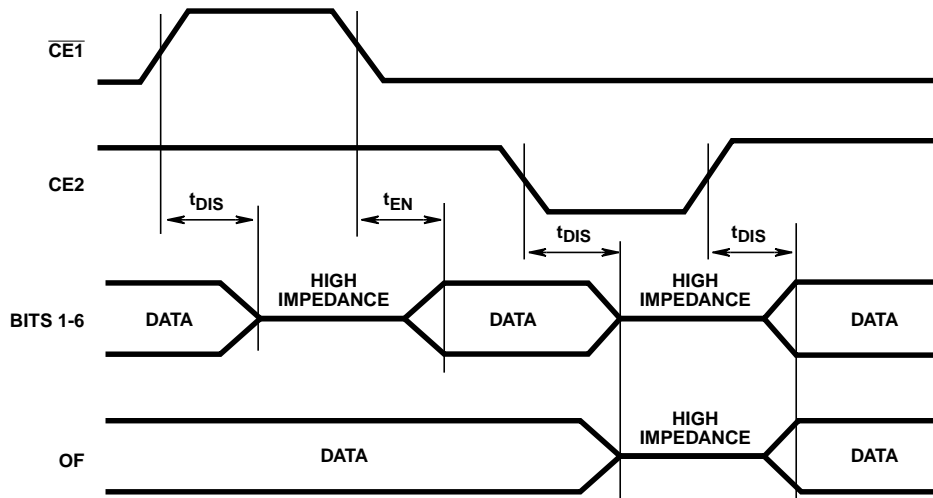 CE1
CE2
tDIS
tEN
tDIS
tDIS
BITS 1-6
DATA
HIGH
IMPEDANCE
DATA
HIGH
IMPEDANCE
DATA
OF
DATA
HIGH
IMPEDANCE
DATA